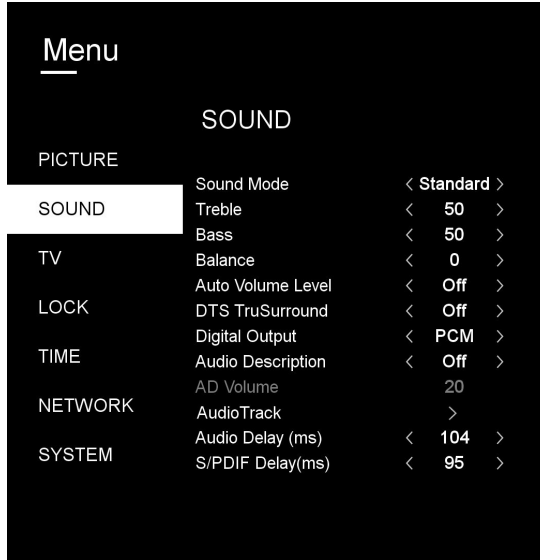 Menu
SOUND
PICTURE
SOUND
TV
LOCK
TIME
NETWORK
SYSTEM
Sound Mode < Standard >
Treble < 50 >
Bass < 50 >
Balance < 0 >
Auto Volume Level < Off >
DTS TruSurround < Off >
Digital Output < PCM >
Audio Description < Off >
AD Volume 20
AudioTrack >
Audio Delay (ms) < 104 >
S/PDIF Delay(ms) < 95 >